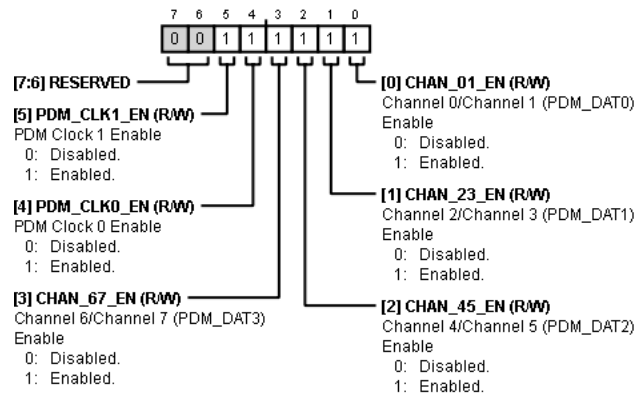 7 6 5 4 3 2 1 0
0 0 1 1 1 1 1 1
[7:6] RESERVED
[5] PDM_CLK1_EN (R/W)
PDM Clock 1 Enable
0: Disabled.
1: Enabled.
[4] PDM_CLK0_EN (R/W)
PDM Clock 0 Enable
0: Disabled.
1: Enabled.
[3] CHAN_67_EN (R/W)
Channel 6/Channel 7 (PDM_DAT3)
Enable
0: Disabled.
1: Enabled.
[0] CHAN_01_EN (R/W)
Channel 0/Channel 1 (PDM_DAT0)
Enable
0: Disabled.
1: Enabled.
[1] CHAN_23_EN (R/W)
Channel 2/Channel 3 (PDM_DAT1)
Enable
0: Disabled.
1: Enabled.
[2] CHAN_45_EN (R/W)
Channel 4/Channel 5 (PDM_DAT2)
Enable
0: Disabled.
1: Enabled.